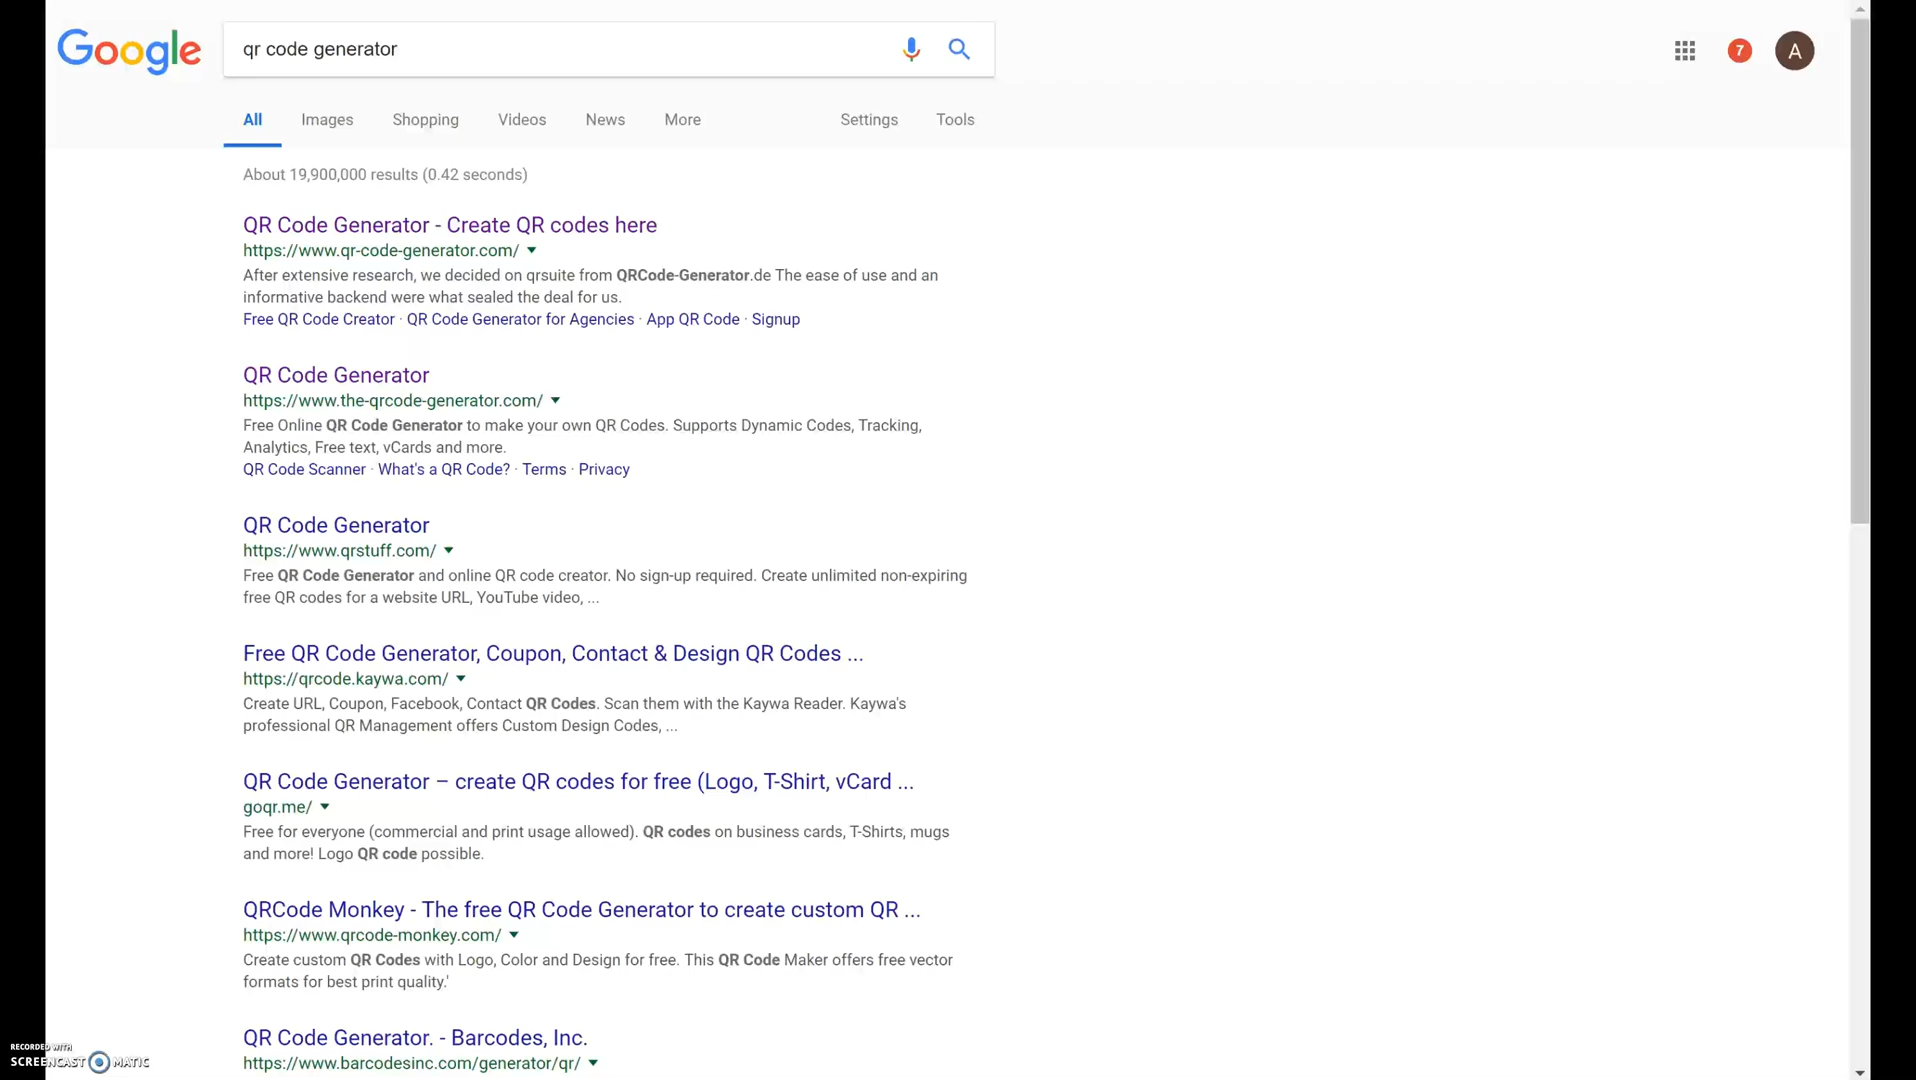 Google
qr code generator
7
A
All Images Shopping Videos News More Settings Tools
About 19,900,000 results (0.42 seconds)
QR Code Generator - Create QR codes here
https://www.qr-code-generator.com/
After extensive research, we decided on qrsuite from QRCode-Generator.de The ease of use and an
informative backend were what sealed the deal for us.
Free QR Code Creator · QR Code Generator for Agencies · App QR Code · Signup
QR Code Generator
https://www.the-qrcode-generator.com/
Free Online QR Code Generator to make your own QR Codes. Supports Dynamic Codes, Tracking,
Analytics, Free text, vCards and more.
QR Code Scanner · What's a QR Code? · Terms · Privacy
QR Code Generator
https://www.qrstuff.com/
Free QR Code Generator and online QR code creator. No sign-up required. Create unlimited non-expiring
free QR codes for a website URL, YouTube video, ...
Free QR Code Generator, Coupon, Contact & Design QR Codes ...
https://qrcode.kaywa.com/
Create URL, Coupon, Facebook, Contact QR Codes. Scan them with the Kaywa Reader. Kaywa's
professional QR Management offers Custom Design Codes, ...
QR Code Generator – create QR codes for free (Logo, T-Shirt, vCard ...
goqr.me/
Free for everyone (commercial and print usage allowed). QR codes on business cards, T-Shirts, mugs
and more! Logo QR code possible.
QRCode Monkey - The free QR Code Generator to create custom QR ...
https://www.qrcode-monkey.com/
Create custom QR Codes with Logo, Color and Design for free. This QR Code Maker offers free vector
formats for best print quality.'
QR Code Generator. - Barcodes, Inc.
https://www.barcodesinc.com/generator/qr/
RECORDED WITH
SCREENCAST MATIC